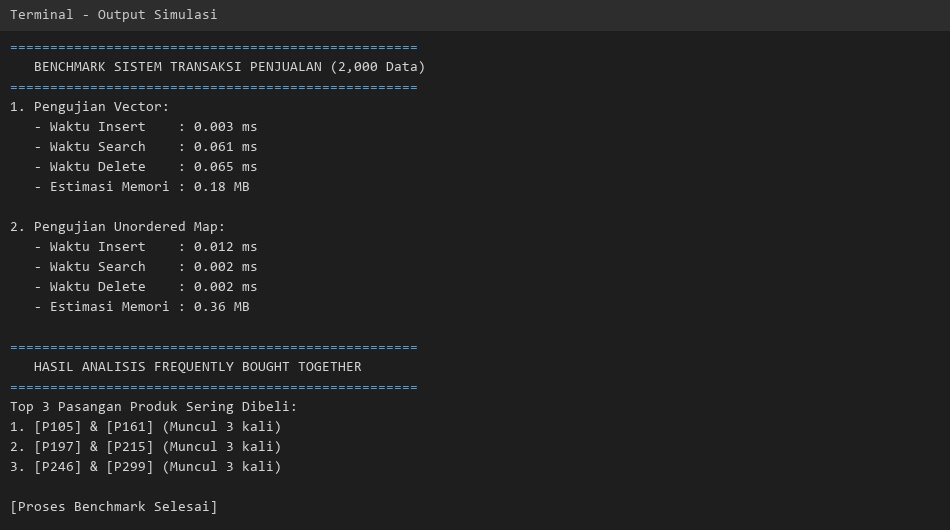 Terminal - Output Simulasi
===================================================
BENCHMARK SISTEM TRANSAKSI PENJUALAN (2,000 Data)
===================================================
1. Pengujian Vector:
- Waktu Insert    : 0.003 ms
- Waktu Search    : 0.061 ms
- Waktu Delete    : 0.065 ms
- Estimasi Memori : 0.18 MB
2. Pengujian Unordered Map:
- Waktu Insert    : 0.012 ms
- Waktu Search    : 0.002 ms
- Waktu Delete    : 0.002 ms
- Estimasi Memori : 0.36 MB
===================================================
HASIL ANALISIS FREQUENTLY BOUGHT TOGETHER
===================================================
Top 3 Pasangan Produk Sering Dibeli:
1. [P105] & [P161] (Muncul 3 kali)
2. [P197] & [P215] (Muncul 3 kali)
3. [P246] & [P299] (Muncul 3 kali)
[Proses Benchmark Selesai]